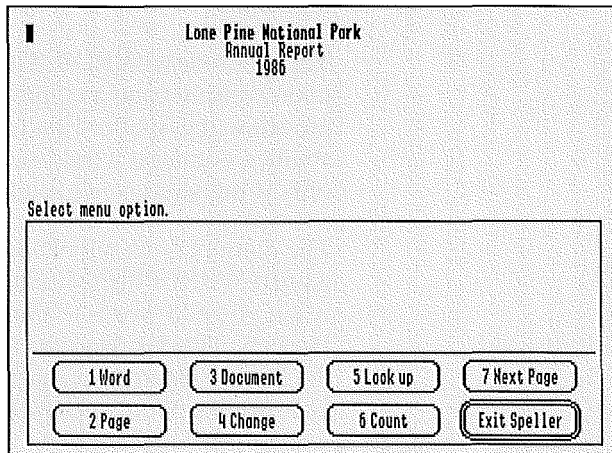 Lone Pine National Park
Annual Report
1986
Select menu option.
1 Word 3 Document 5 Look up 7 Next Page
2 Page 4 Change 6 Count Exit Speller